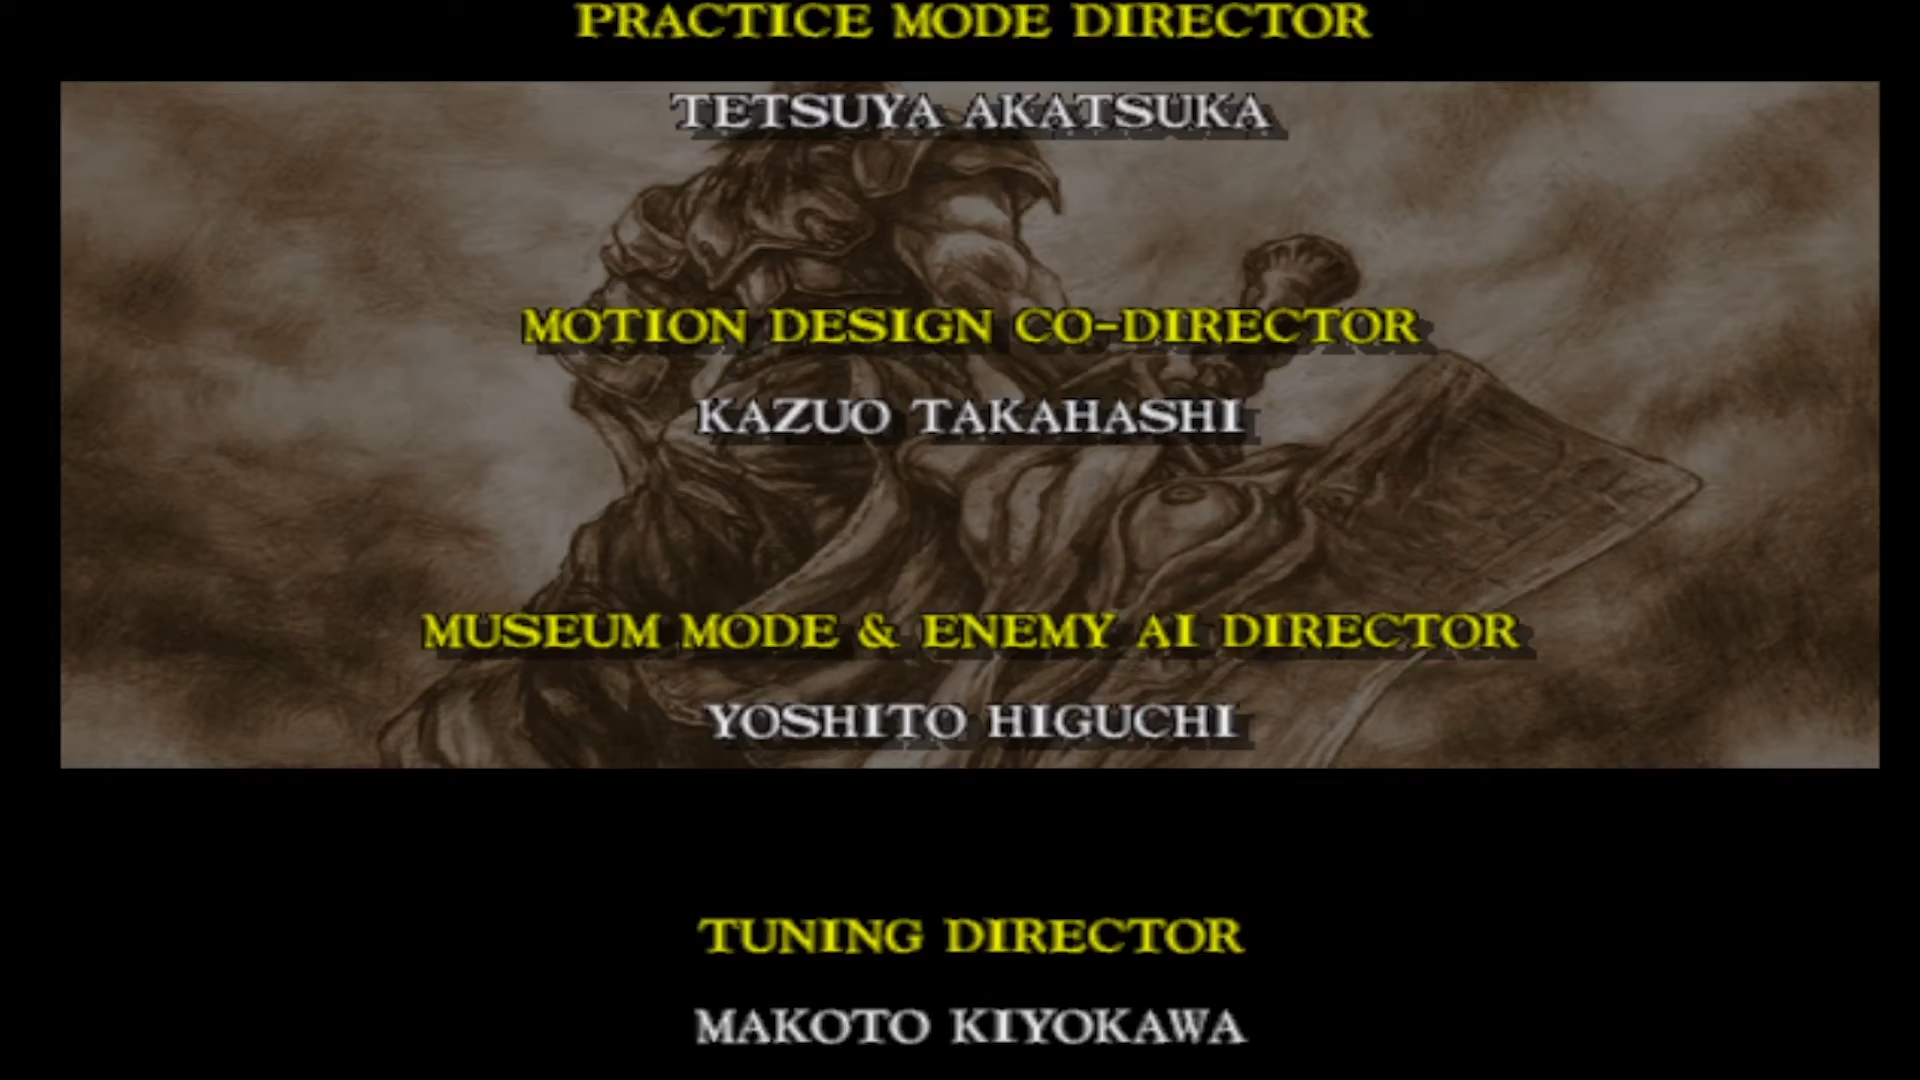 PRACTICE MODE DIRECTOR
TETSUYA AKATSUKA
MOTION DESIGN CO-DIRECTOR
KAZUO TAKAHASHI
MUSEUM MODE & ENEMY AI DIRECTOR
YOSHITO HIGUCHI
TUNING DIRECTOR
MAKOTO KIYOKAWA